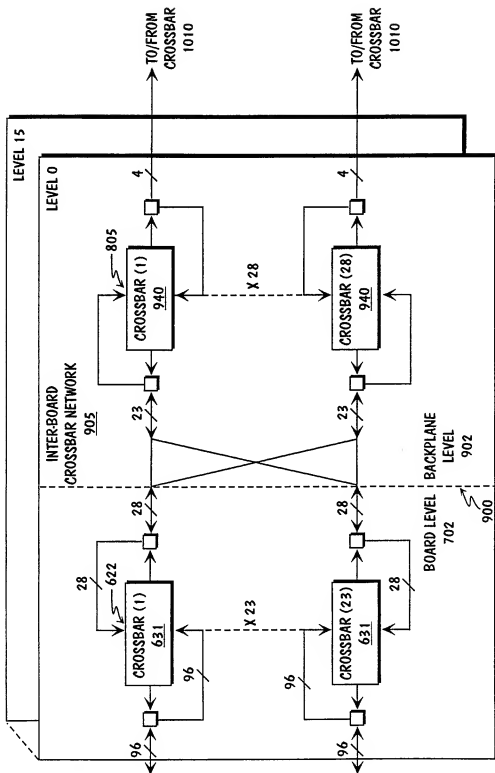 LEVEL 15
LEVEL 0
INTER-BOARD
CROSSBAR NETWORK
905
805
622
28
28
23
4
TO/FROM
CROSSBAR
1010
CROSSBAR (1)
631
CROSSBAR (1)
940
96
96
X 23
X 28
96
96
CROSSBAR (23)
631
CROSSBAR (28)
940
28
28
23
4
TO/FROM
CROSSBAR
1010
BOARD LEVEL
702
BACKPLANE
LEVEL
902
900